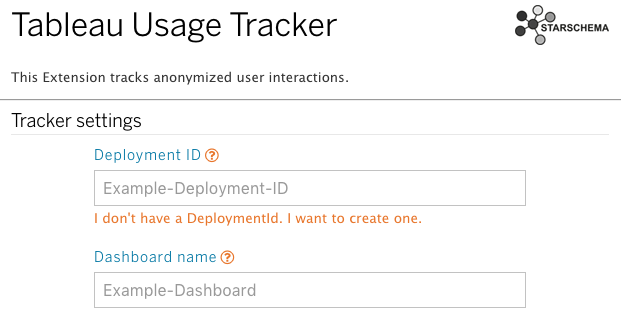 Tableau Usage Tracker
STARSCHEMA
This Extension tracks anonymized user interactions.
Tracker settings
Deployment ID ?
Example-Deployment-ID
I don't have a DeploymentId. I want to create one.
Dashboard name ?
Example-Dashboard